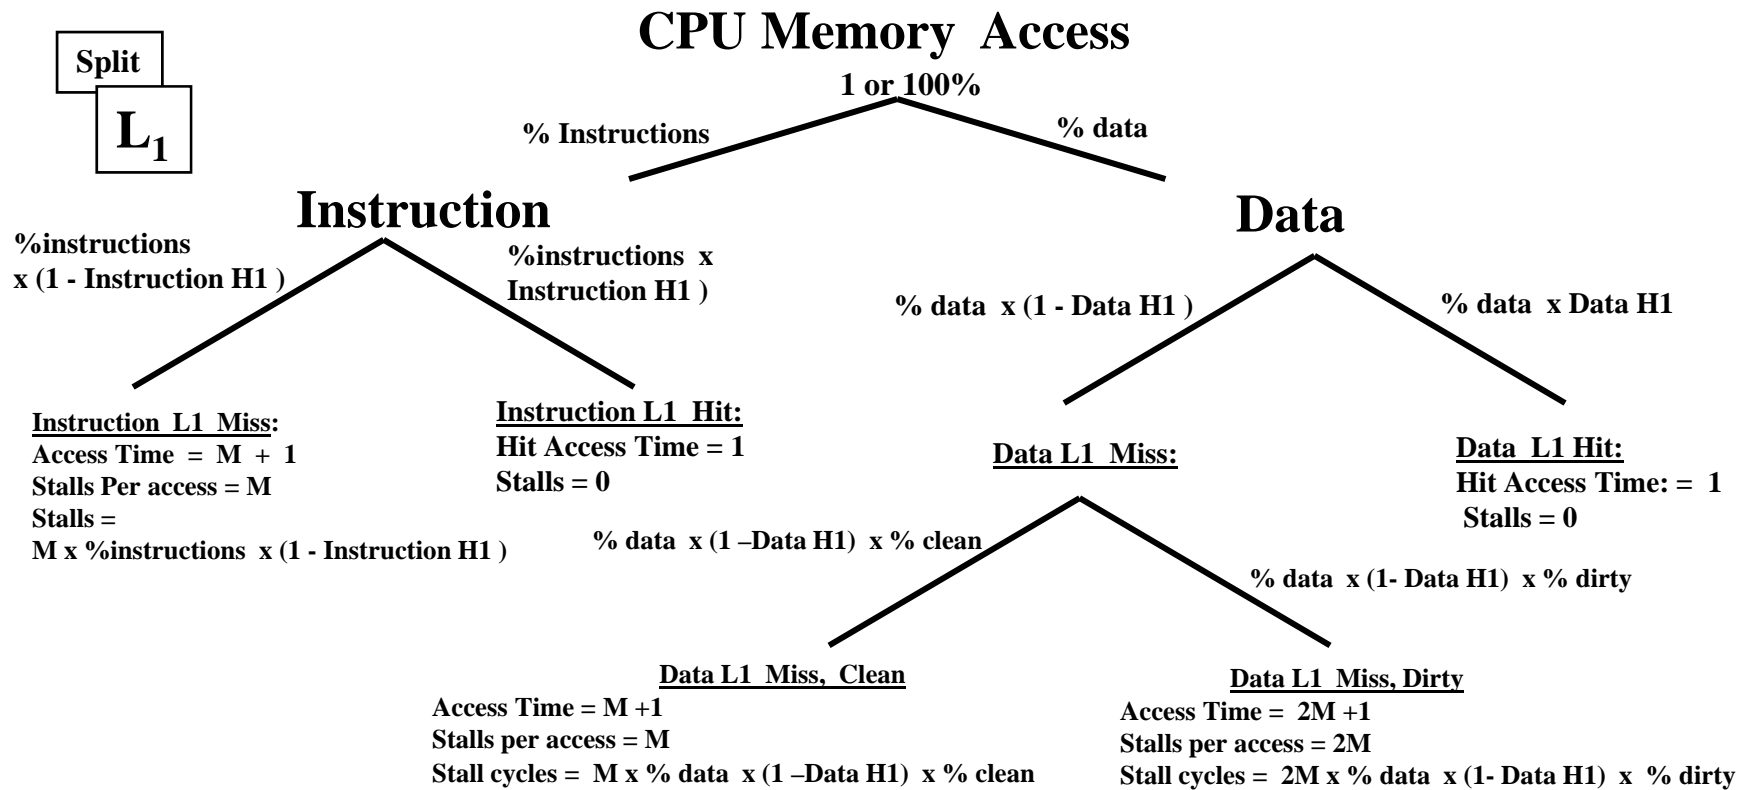 CPU Memory Access
Split
L1
1 or 100%
% Instructions
% data
Instruction
Data
%instructions
x (1 - Instruction H1 )
%instructions x
Instruction H1 )
% data x (1 - Data H1 )
% data x Data H1
Instruction L1 Miss:
Access Time = M + 1
Stalls Per access = M
Stalls =
M x %instructions x (1 - Instruction H1 )
Instruction L1 Hit:
Hit Access Time = 1
Stalls = 0
Data L1 Miss:
Data L1 Hit:
Hit Access Time: = 1
Stalls = 0
% data x (1 –Data H1) x % clean
% data x (1- Data H1) x % dirty
Data L1 Miss, Clean
Access Time = M +1
Stalls per access = M
Stall cycles = M x % data x (1 –Data H1) x % clean
Data L1 Miss, Dirty
Access Time = 2M +1
Stalls per access = 2M
Stall cycles = 2M x % data x (1- Data H1) x % dirty